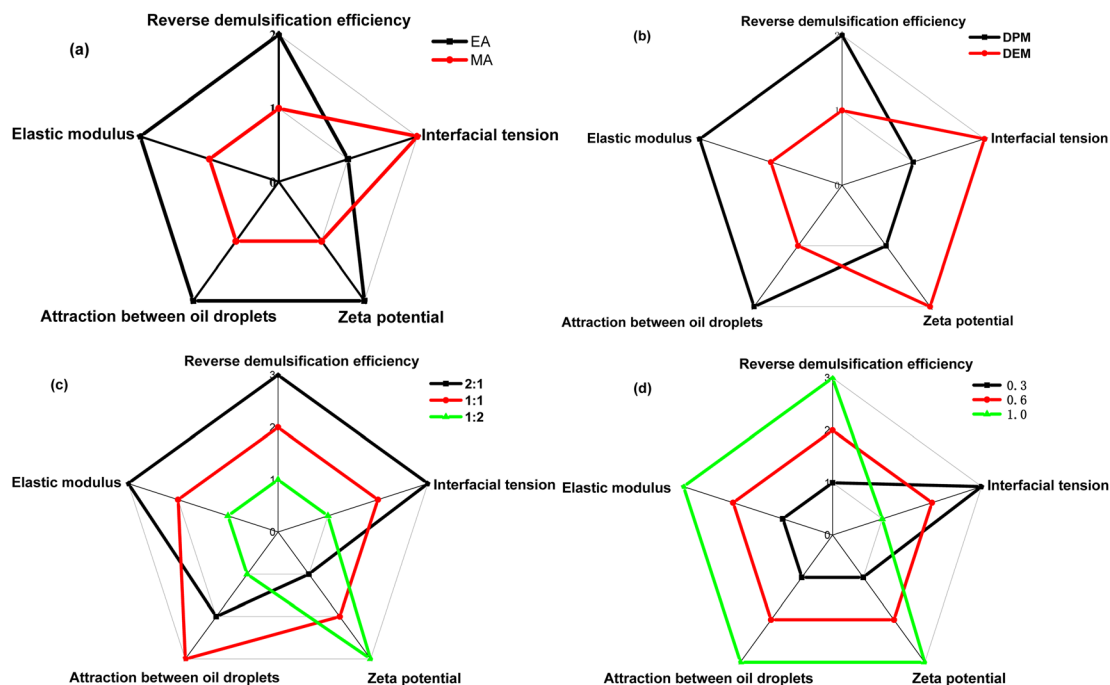 Reverse demulsification efficiency
(a)
EA
MA
2
1
0
Elastic modulus
Interfacial tension
Attraction between oil droplets
Zeta potential
Reverse demulsification efficiency
(b)
DPM
DEM
2
1
0
Elastic modulus
Interfacial tension
Attraction between oil droplets
Zeta potential
Reverse demulsification efficiency
(c)
2:1
1:1
1:2
3
2
1
0
Elastic modulus
Interfacial tension
Attraction between oil droplets
Zeta potential
Reverse demulsification efficiency
(d)
0.3
0.6
1.0
3
2
1
0
Elastic modulus
Interfacial tension
Attraction between oil droplets
Zeta potential